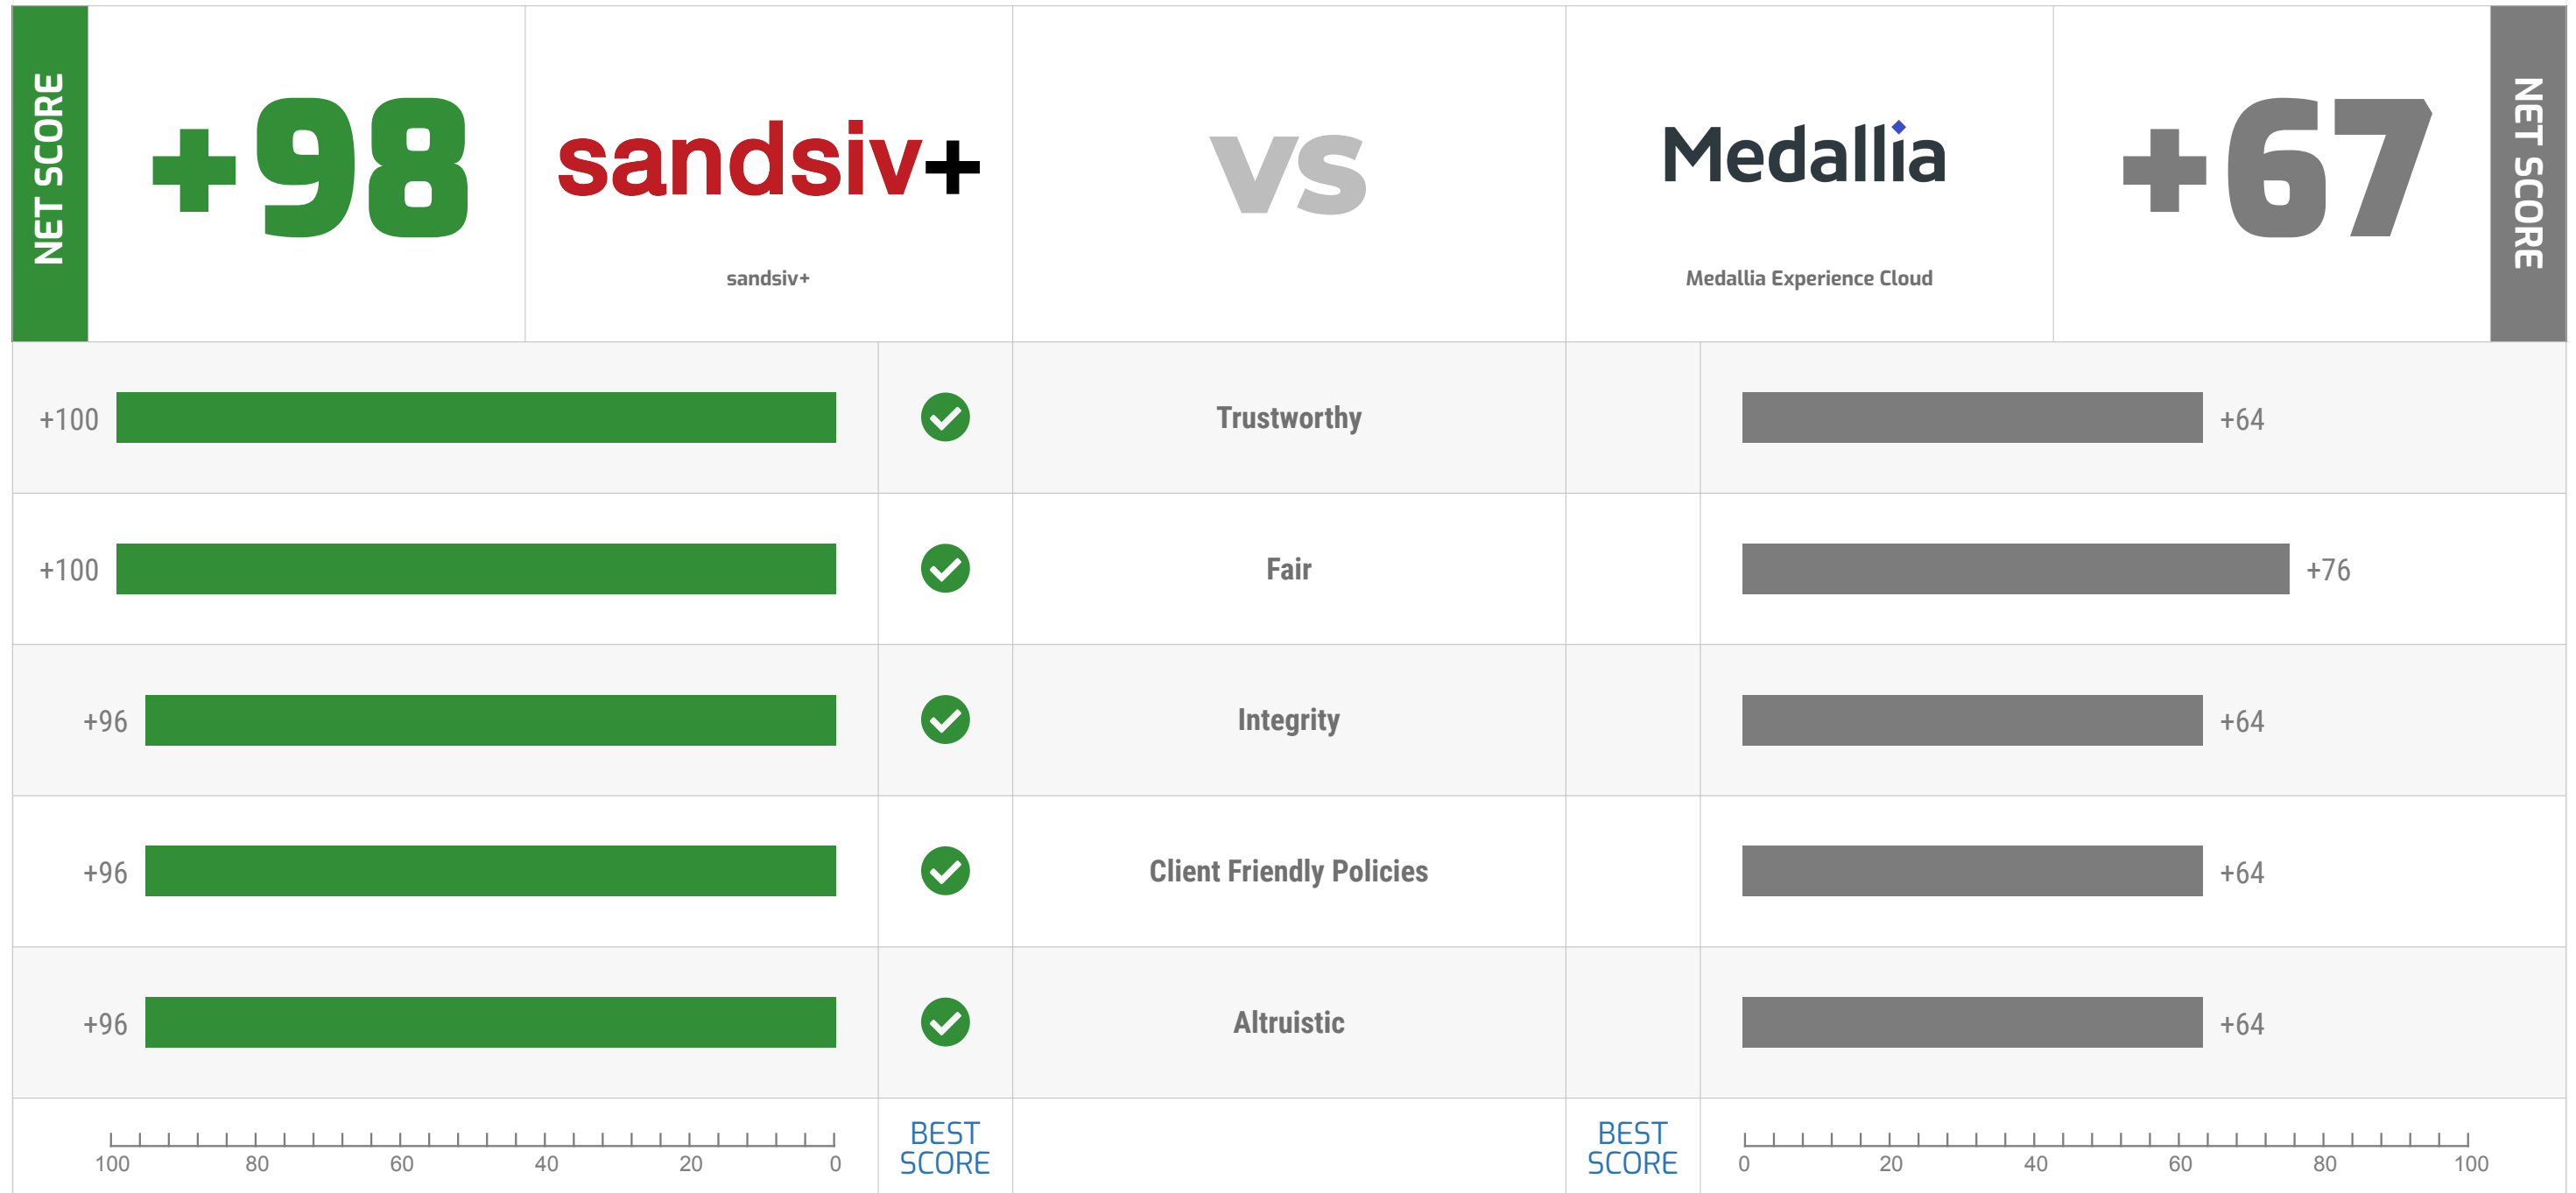 NET SCORE
+98
sandsiv+
sandsiv+
vs
Medallia
Medallia Experience Cloud
+67
NET SCORE
+100
Trustworthy
+64
+100
Fair
+76
+96
Integrity
+64
+96
Client Friendly Policies
+64
+96
Altruistic
+64
100 80 60 40 20 0
BEST
SCORE
BEST
SCORE
0 20 40 60 80 100